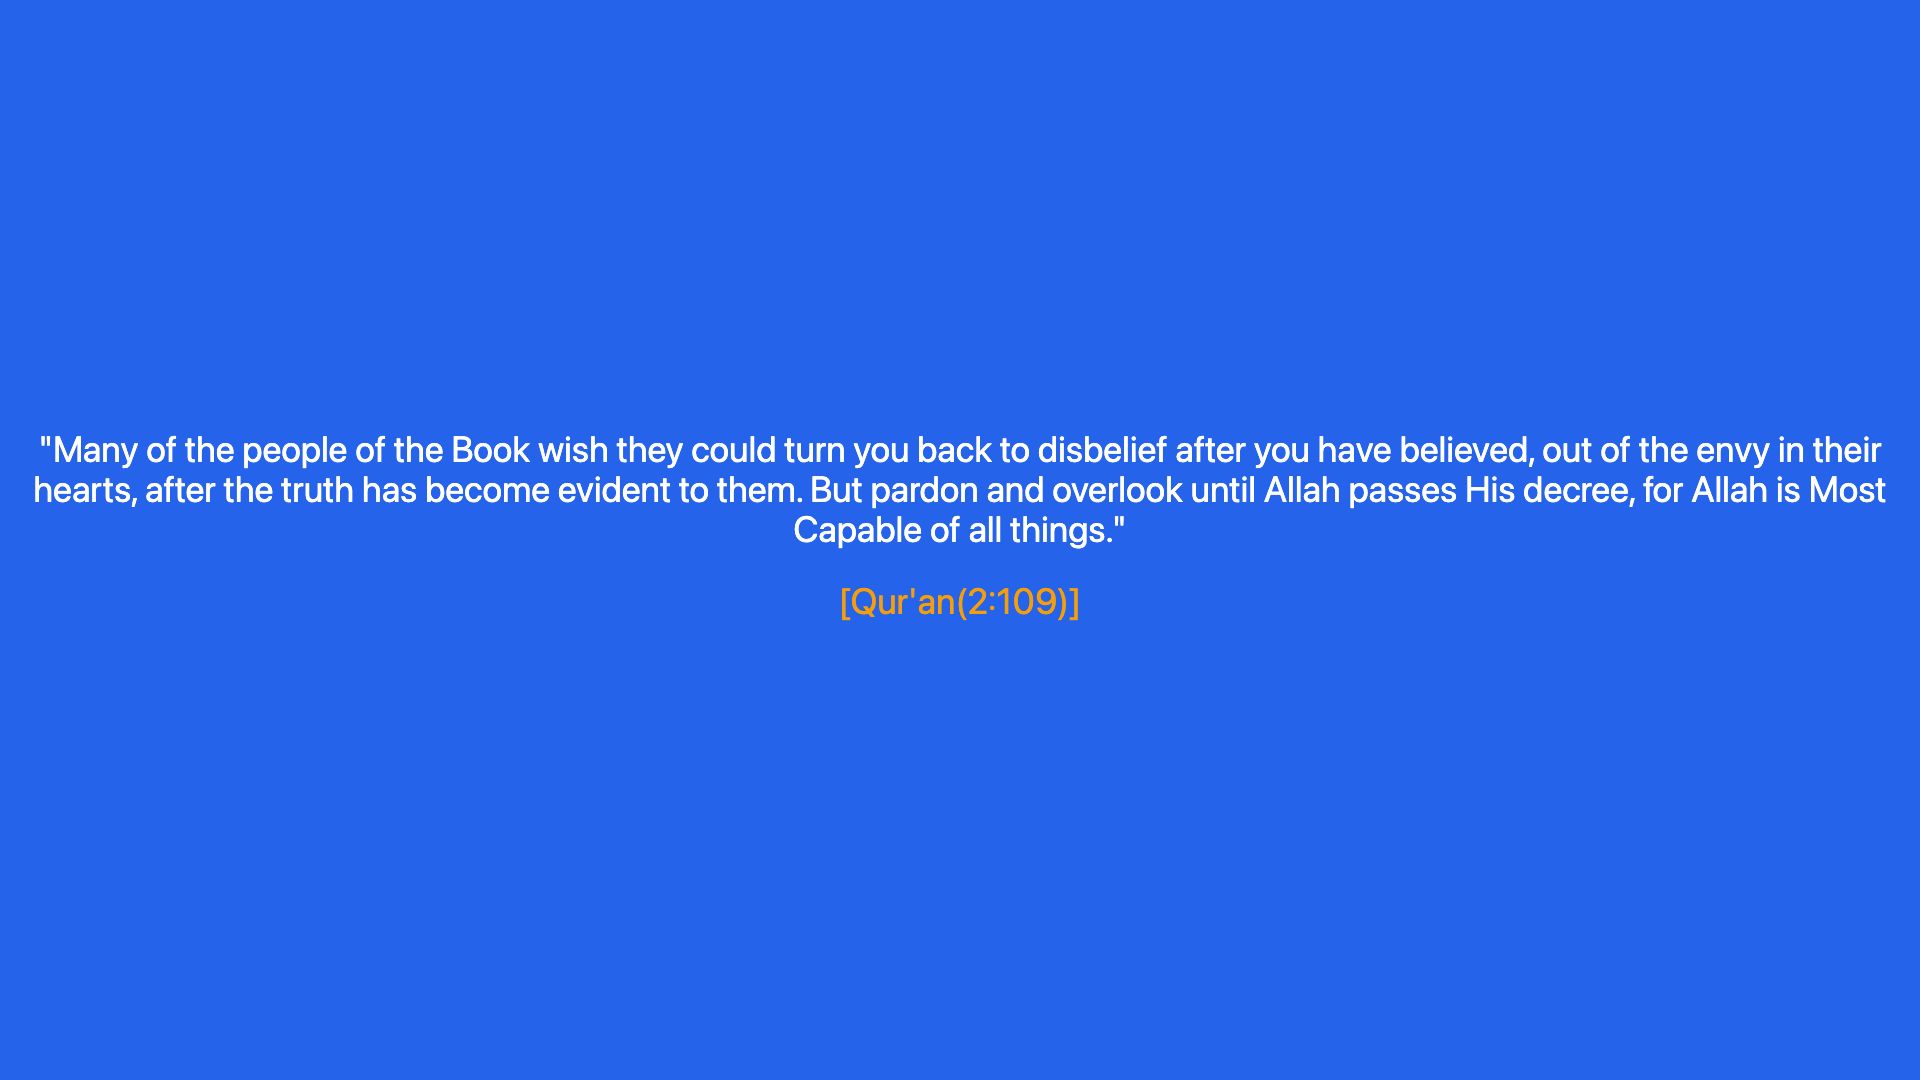 "Many of the people of the Book wish they could turn you back to disbelief after you have believed, out of the envy in their
hearts, after the truth has become evident to them. But pardon and overlook until Allah passes His decree, for Allah is Most
Capable of all things."
[Qur'an(2:109)]